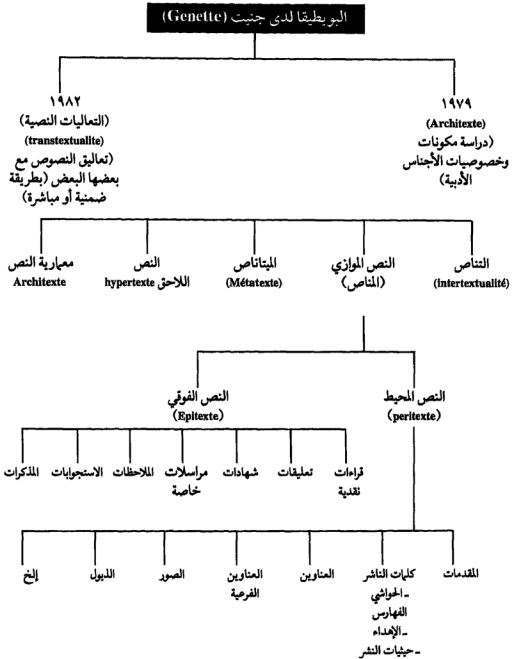 البويطيقا لدى جنيت (Genette)
١٩٧٩
(Architexte)
(دراسة مكونات
وخصوصيات الأجناس
الأدبية)
١٩٨٢
(التعاليات النصية)
(transtextualite)
(تعاليق النصوص مع
بعضها البعض (بطريقة
ضمنية أو مباشرة)
التناص
(intertextualité)
النص الموازي
(المناص)
الميتاناص
(Métatexte)
النص
اللاحق hypertexte
معمارية النص
Architexte
النص المحيط
(peritexte)
النص الفوقي
(Epitexte)
قراءات
نقدية
تعليقات
شهادات
مراسلات
خاصة
الملاحظات
الاستجوابات
المذكرات
المقدمات
كلمات الناشر
ـ الحواشي
الفهارس
ـ الإهداء
ـ حيثيات النشر
العناوين
العناوين
الفرعية
الصور
الذيول
إلخ